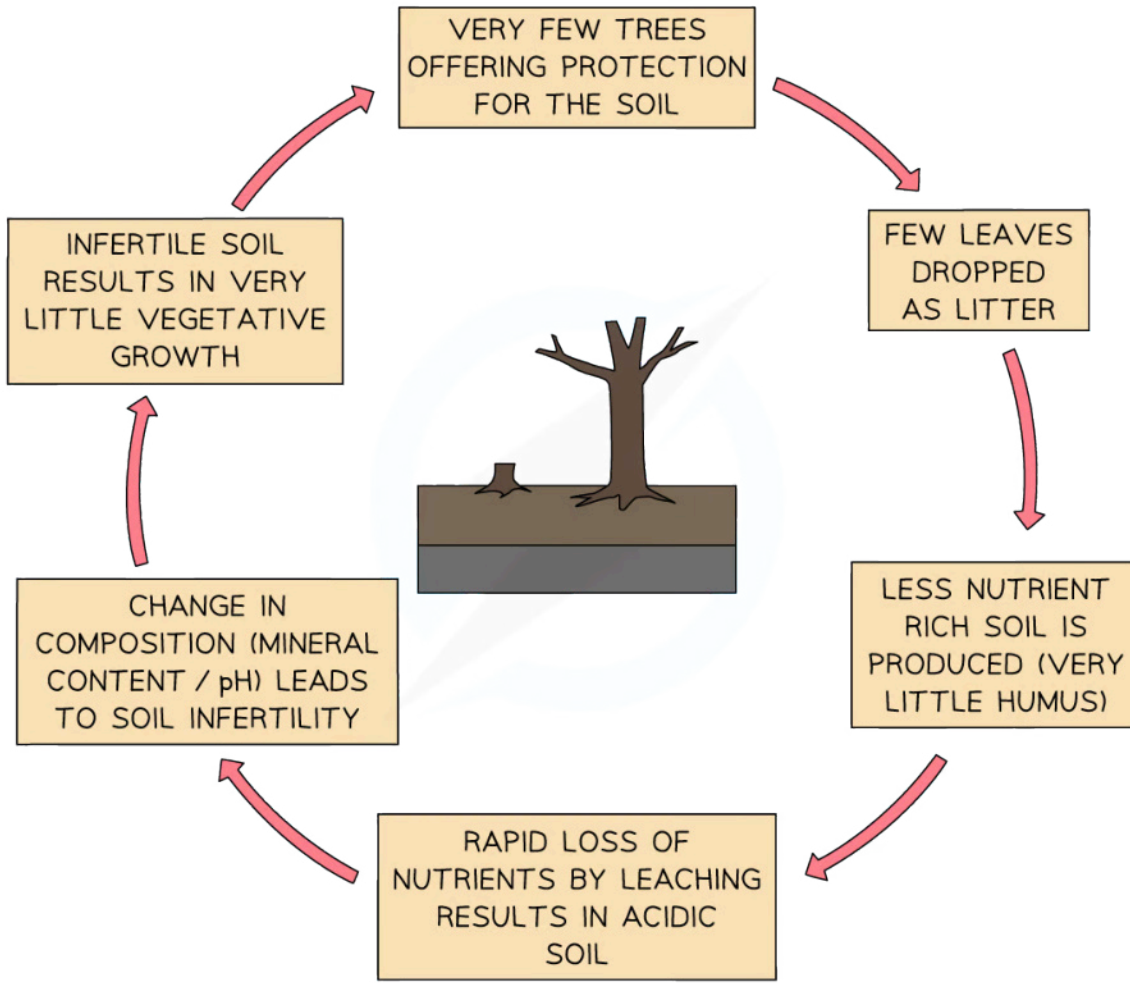 VERY FEW TREES
OFFERING PROTECTION
FOR THE SOIL
FEW LEAVES
DROPPED
AS LITTER
LESS NUTRIENT
RICH SOIL IS
PRODUCED (VERY
LITTLE HUMUS)
RAPID LOSS OF
NUTRIENTS BY LEACHING
RESULTS IN ACIDIC
SOIL
CHANGE IN
COMPOSITION (MINERAL
CONTENT / pH) LEADS
TO SOIL INFERTILITY
INFERTILE SOIL
RESULTS IN VERY
LITTLE VEGETATIVE
GROWTH